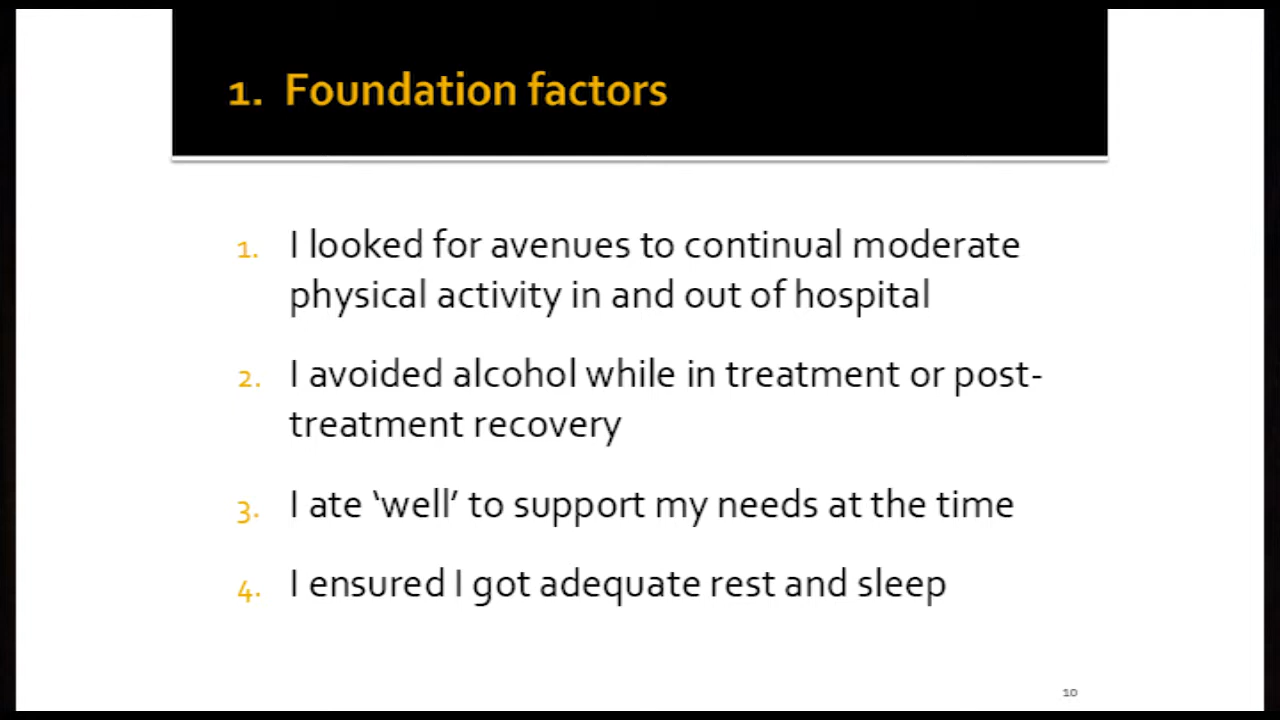 1. Foundation factors
1. I looked for avenues to continual moderate
physical activity in and out of hospital
2. I avoided alcohol while in treatment or post-
treatment recovery
3. I ate ‘well’ to support my needs at the time
4. I ensured I got adequate rest and sleep
10